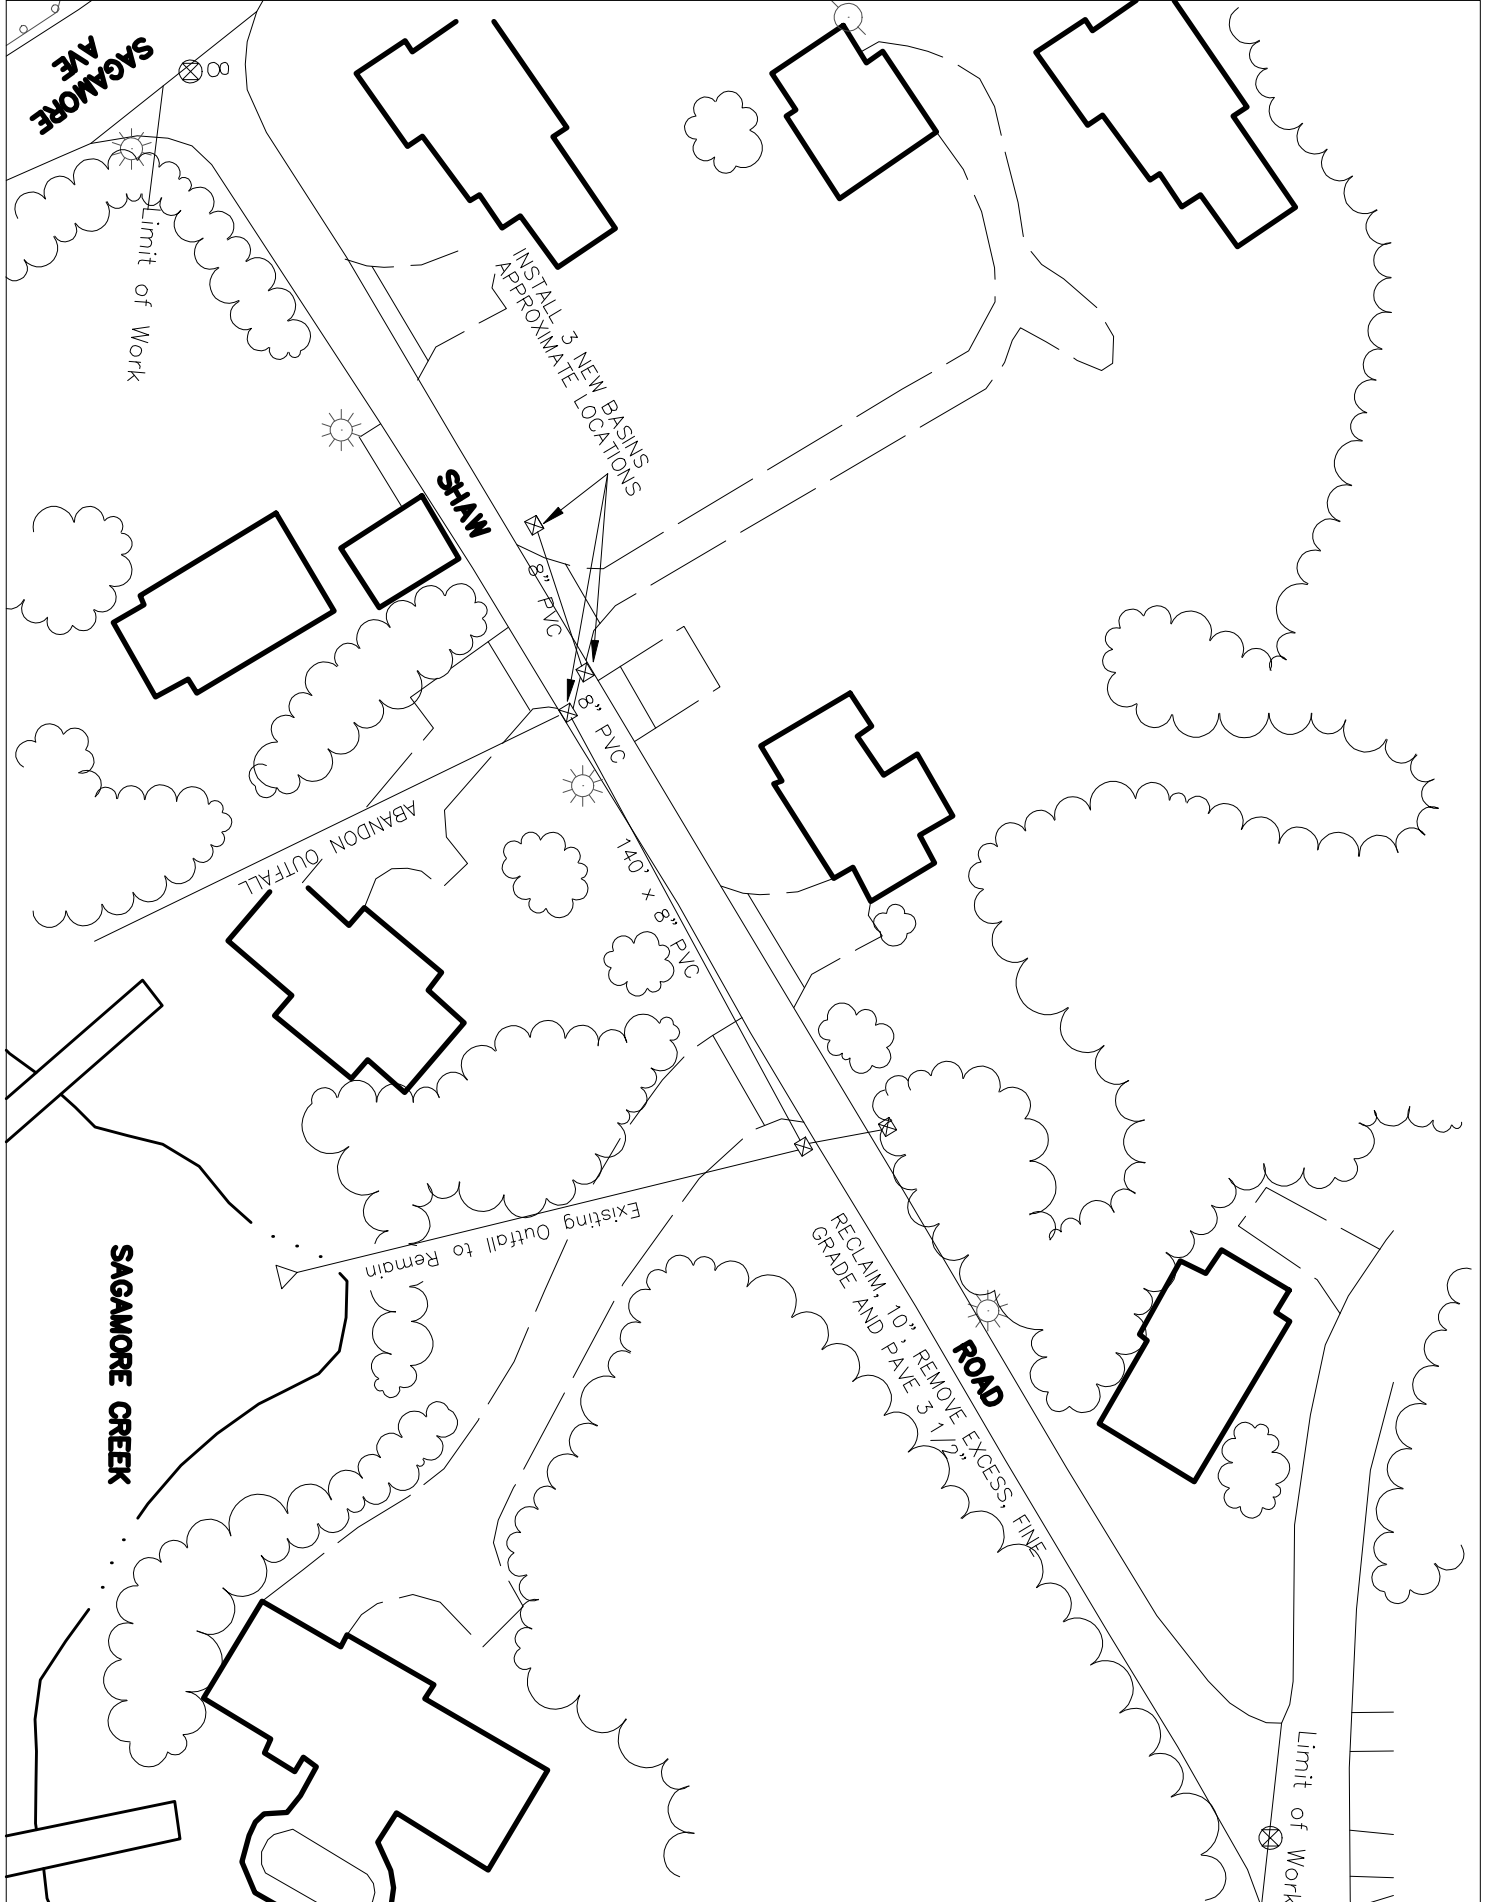 SAGAMORE
AVE
8
Limit of Work
INSTALL 3 NEW BASINS
APPROXIMATE LOCATIONS
SHAW
8" PVC
8" PVC
ABANDON OUTFALL
140' x 8" PVC
Existing Outfall to Remain
SAGAMORE CREEK
RECLAIM, 10", REMOVE EXCESS, FINE
GRADE AND PAVE 3 1/2"
ROAD
Limit of Work